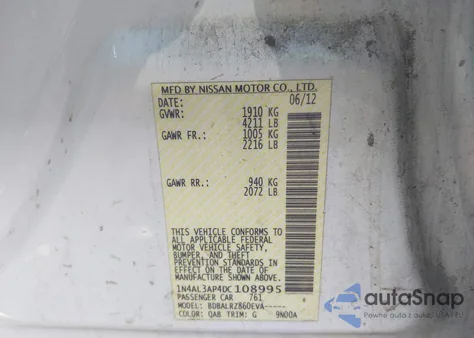 MFD BY NISSAN MOTOR CO., LTD.
DATE: 06/12
GVWR: 1910 KG
4211 LB
GAWR FR.: 1005 KG
2216 LB
GAWR RR.: 940 KG
2072 LB
THIS VEHICLE CONFORMS TO
ALL APPLICABLE FEDERAL
MOTOR VEHICLE SAFETY,
BUMPER, AND THEFT
PREVENTION STANDARDS IN
EFFECT ON THE DATE OF
MANUFACTURE SHOWN ABOVE.
1N4AL3AP4DC108995
PASSENGER CAR 761
MODEL: BDBALRZ860EVA-----
COLOR: QAB TRIM: G 9N00A
autoSnap